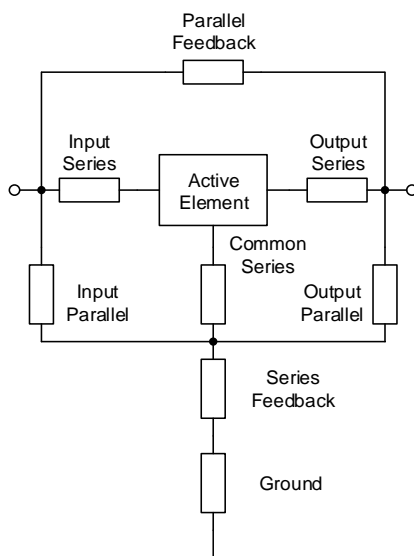 Parallel
Feedback
Input
Series
Output
Series
Active
Element
Common
Series
Input
Parallel
Output
Parallel
Series
Feedback
Ground